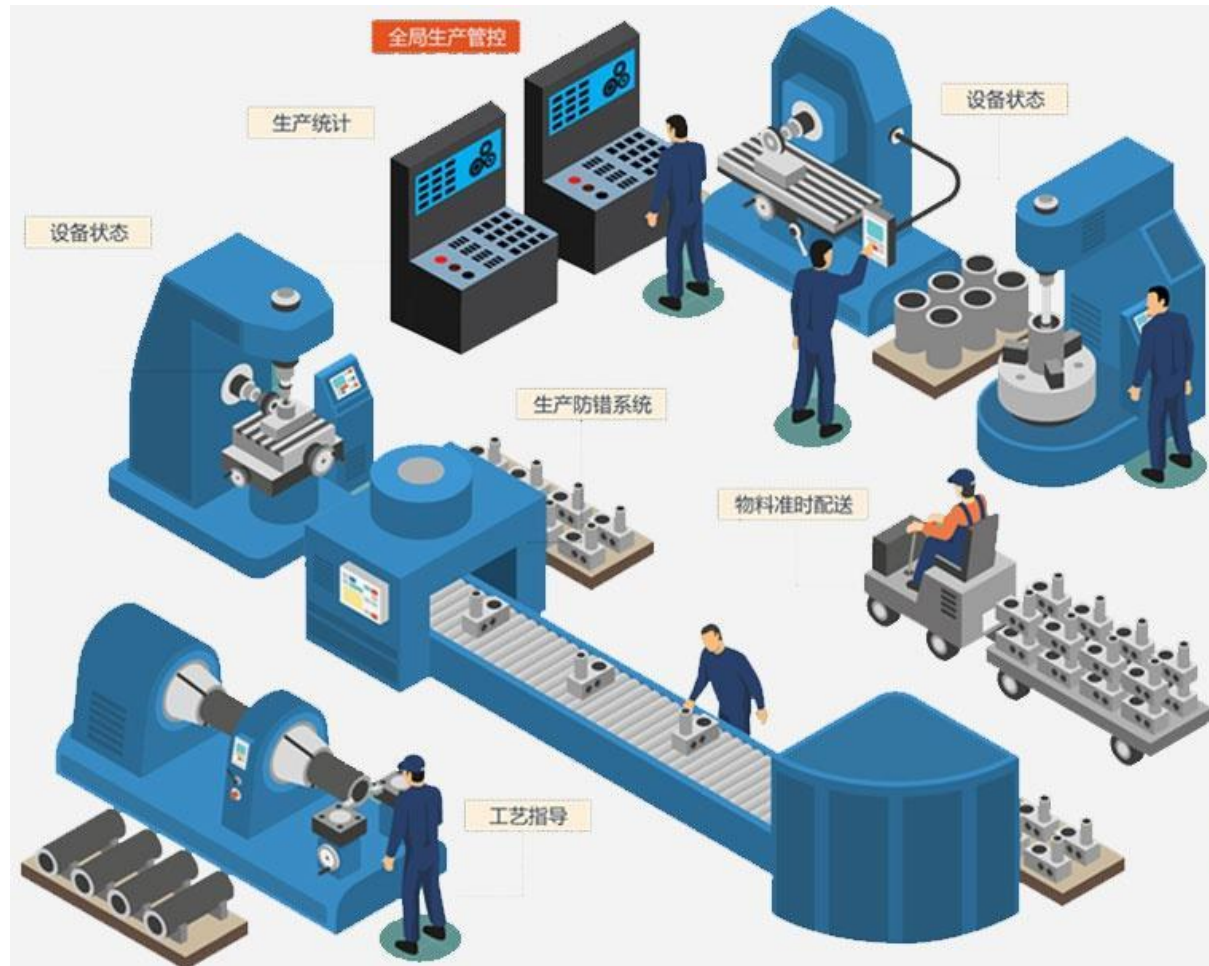 全局生产管控
设备状态
生产统计
设备状态
生产防错系统
物料准时配送
工艺指导